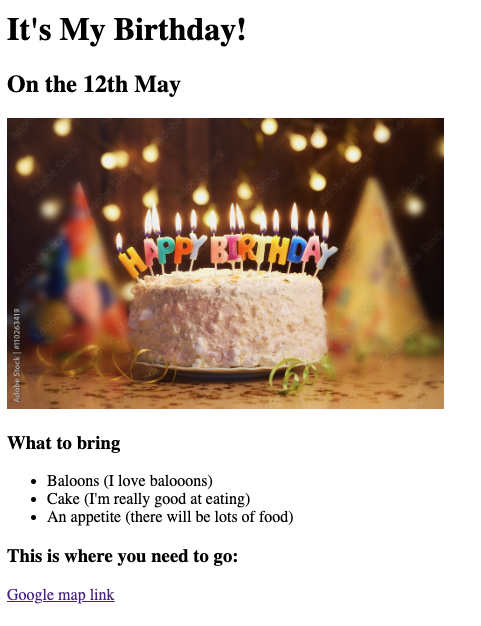 It's My Birthday!
On the 12th May
HAPPY BIRTHDAY
Adobe Stock | #110263419
What to bring
Baloons (I love balooons)
Cake (I'm really good at eating)
An appetite (there will be lots of food)
This is where you need to go:
Google map link